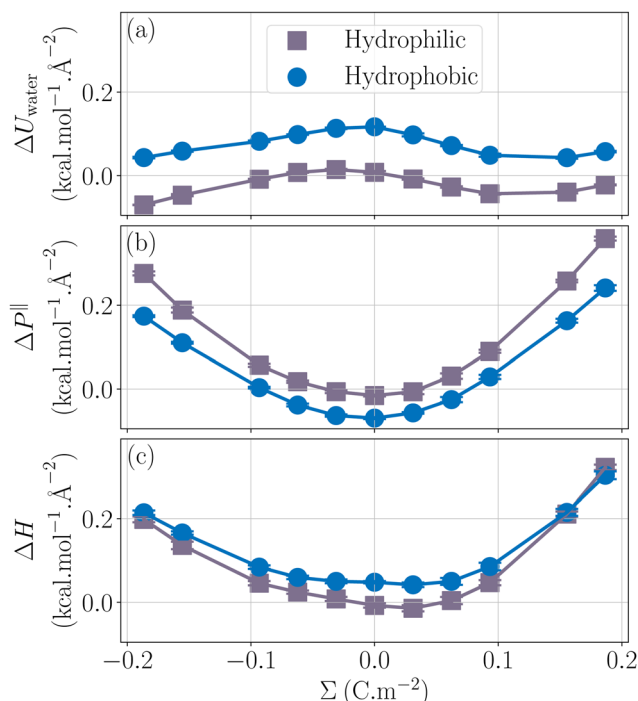 (a)
Hydrophilic
Hydrophobic
ΔU_water
(kcal.mol⁻¹.Å⁻²)
0.2
0.0
(b)
ΔP^∥
(kcal.mol⁻¹.Å⁻²)
0.2
0.0
(c)
ΔH
(kcal.mol⁻¹.Å⁻²)
0.2
0.0
−0.2 −0.1 0.0 0.1 0.2
Σ (C.m⁻²)